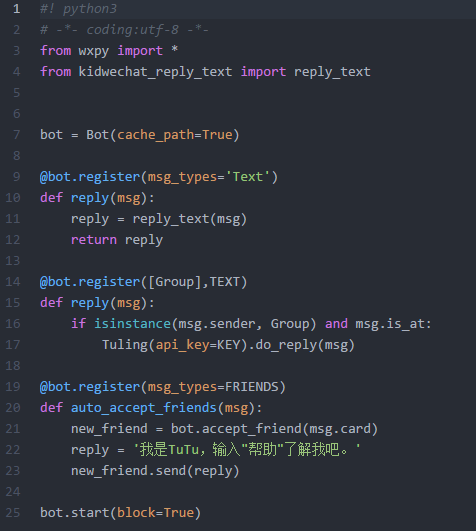 1 #! python3
2 # -*- coding:utf-8 -*-
3 from wxpy import *
4 from kidwechat_reply_text import reply_text
5
6
7 bot = Bot(cache_path=True)
8
9 @bot.register(msg_types='Text')
10 def reply(msg):
11     reply = reply_text(msg)
12     return reply
13
14 @bot.register([Group],TEXT)
15 def reply(msg):
16     if isinstance(msg.sender, Group) and msg.is_at:
17         Tuling(api_key=KEY).do_reply(msg)
18
19 @bot.register(msg_types=FRIENDS)
20 def auto_accept_friends(msg):
21     new_friend = bot.accept_friend(msg.card)
22     reply = '我是TuTu，输入"帮助"了解我吧。'
23     new_friend.send(reply)
24
25 bot.start(block=True)